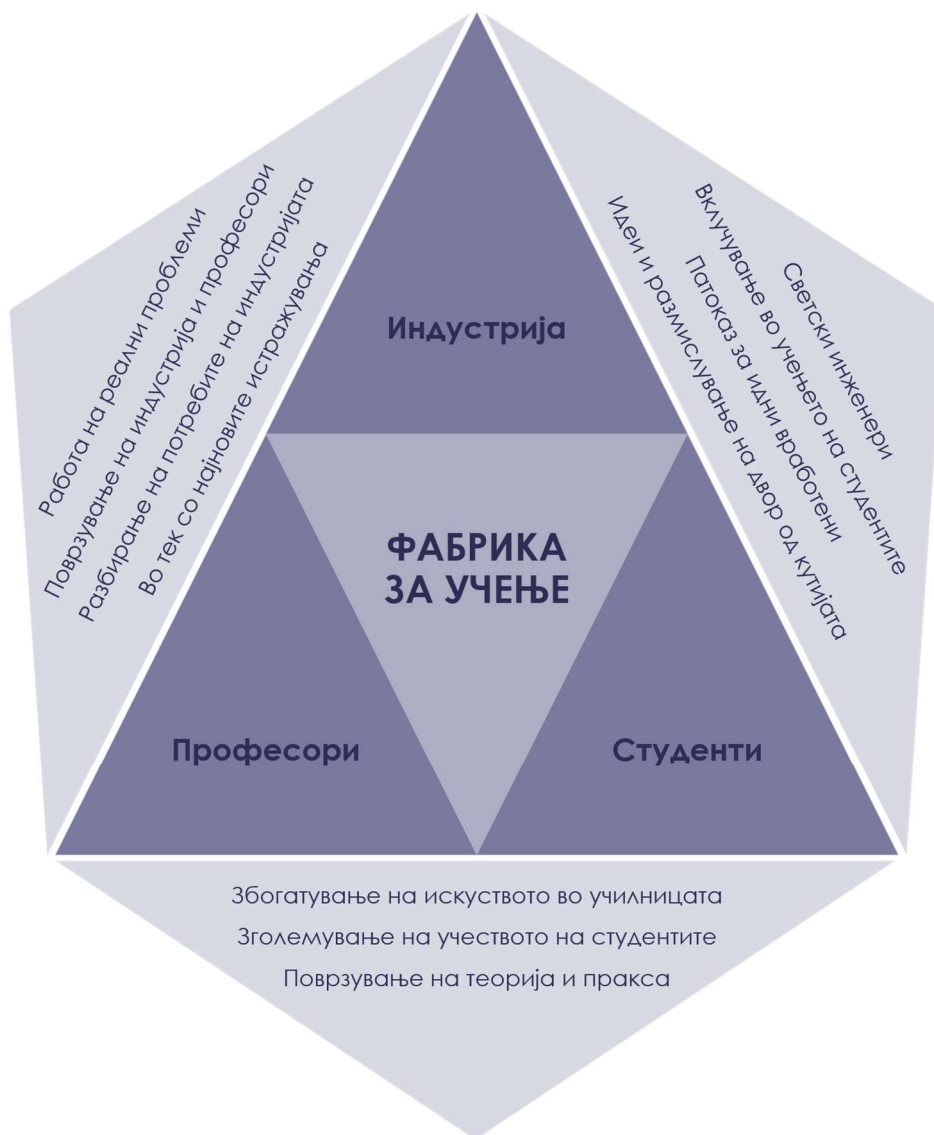 Работа на реални проблеми
Поврзување на индустрија и професори
Разбирање на потребите на индустријата
Во тек со најновите истражувања
Индустрија
Светски инженери
Вклучување во учењето на студентите
Патоказ за идни вработени
Идеи и размислување на двор од кутијата
ФАБРИКА
ЗА УЧЕЊЕ
Професори
Студенти
Збогатување на искуството во училницата
Зголемување на учеството на студентите
Поврзување на теорија и пракса